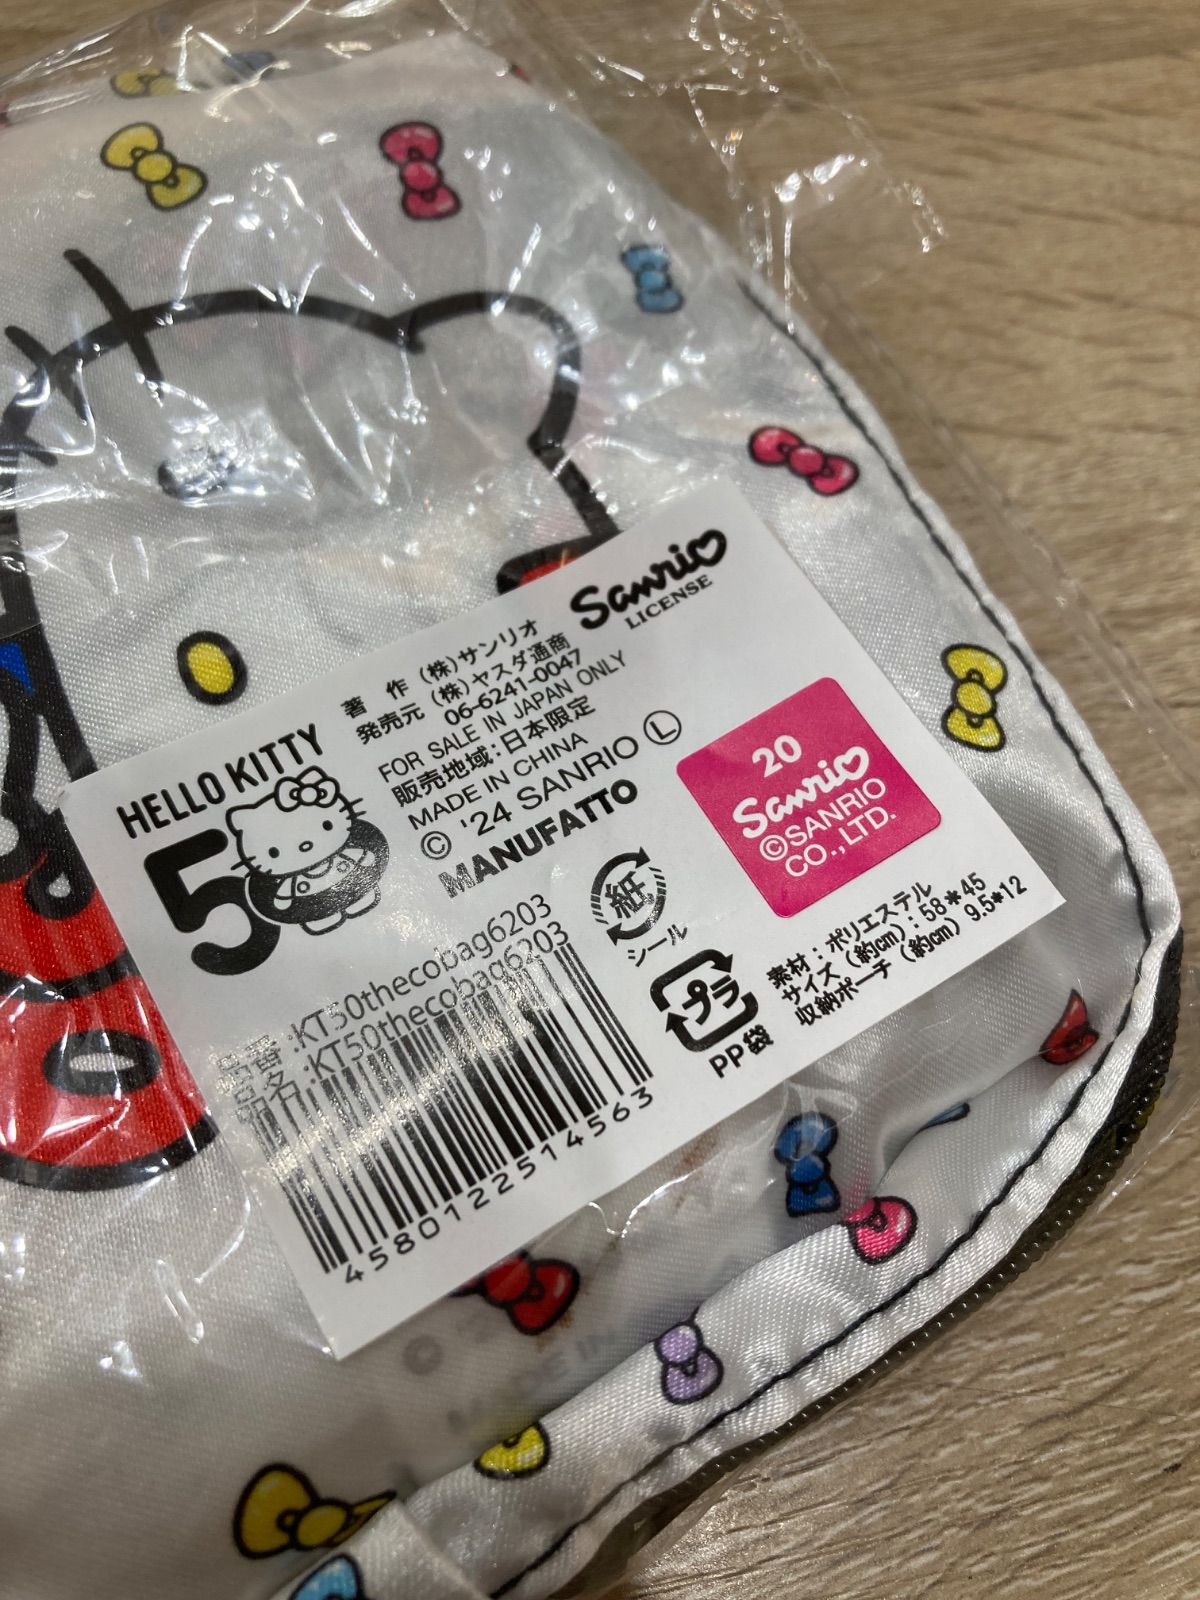 HELLO KITTY
50
著 作 (株)サンリオ
発売元 (株)ヤスダ通商
06-6241-0047
FOR SALE IN JAPAN ONLY
販売地域:日本限定
MADE IN CHINA
© '24 SANRIO Ⓛ
MANUFATTO
Sanrio
LICENSE
20
Sanrio
©SANRIO
CO.,LTD.
品番:KT50thecobag6203
品名:KT50thecobag6203
4580122514563
紙
シール
プラ
PP袋
素材:ポリエステル
サイズ(約cm):58*45
収納ポーチ(約cm) 9.5*12